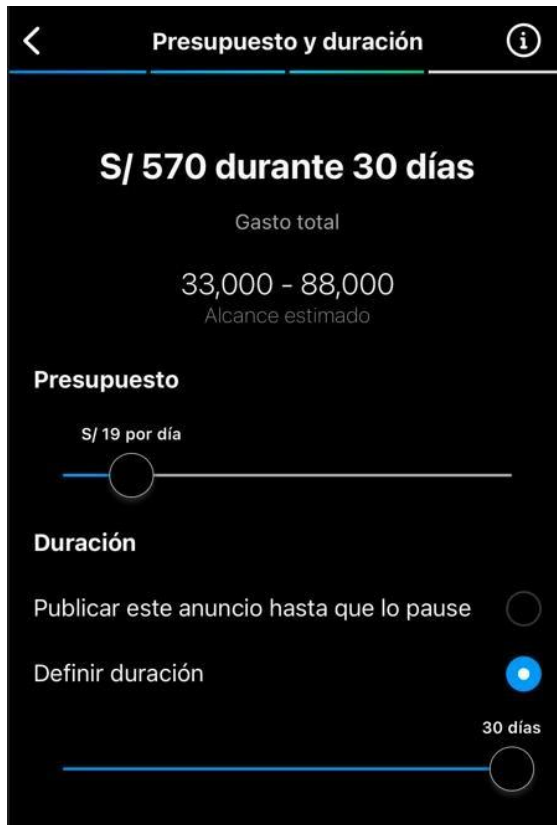 Presupuesto y duración
S/ 570 durante 30 días
Gasto total
33,000 - 88,000
Alcance estimado
Presupuesto
S/ 19 por día
Duración
Publicar este anuncio hasta que lo pause
Definir duración
30 días